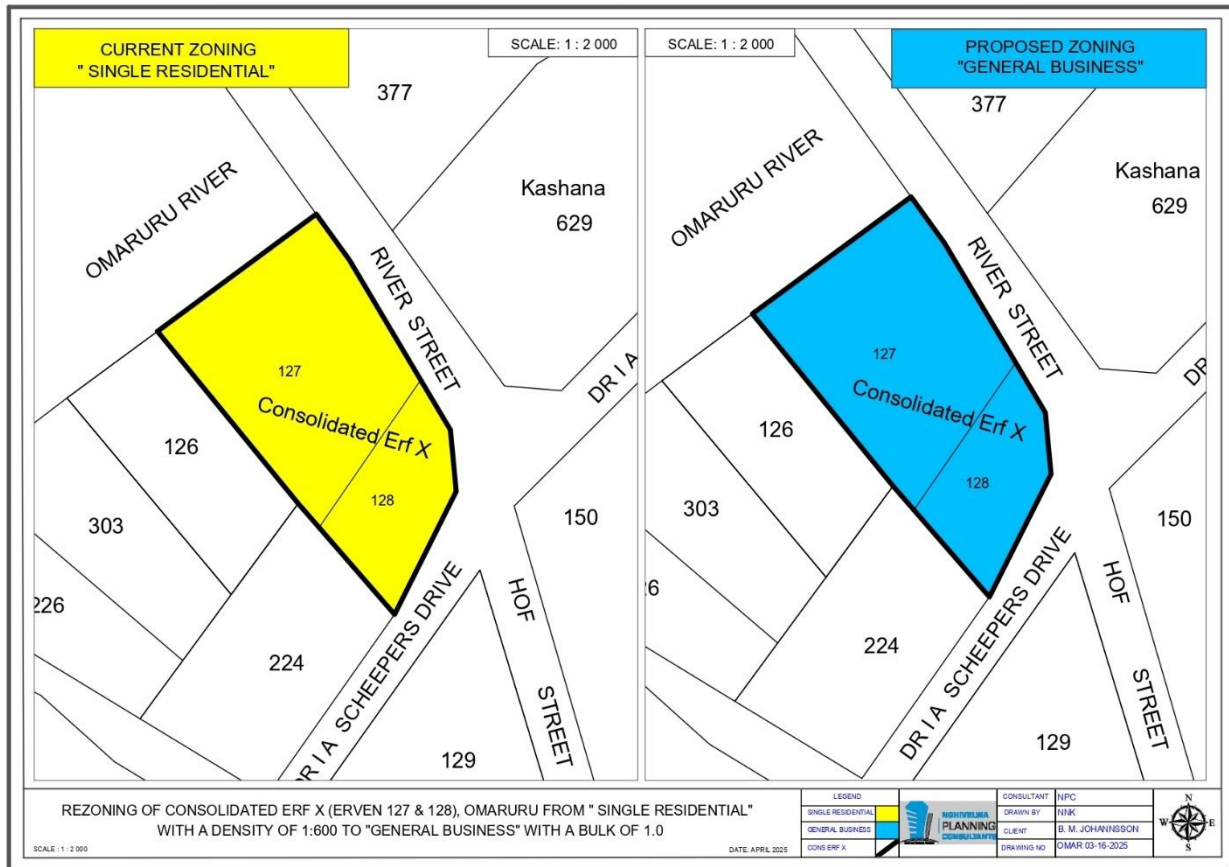 CURRENT ZONING
" SINGLE RESIDENTIAL"
SCALE: 1 : 2 000
377
OMARURU RIVER
Kashana
629
RIVER STREET
127
Consolidated Erf X
DR I A
126
128
303
150
226
HOF STREET
224
DR I A SCHEEPERS DRIVE
129
SCALE: 1 : 2 000
PROPOSED ZONING
"GENERAL BUSINESS"
377
OMARURU RIVER
Kashana
629
RIVER STREET
127
Consolidated Erf X
DR
126
128
303
150
26
HOF STREET
224
DR I A SCHEEPERS DRIVE
129
REZONING OF CONSOLIDATED ERF X (ERVEN 127 & 128), OMARURU FROM " SINGLE RESIDENTIAL"
WITH A DENSITY OF 1:600 TO "GENERAL BUSINESS" WITH A BULK OF 1.0
SCALE : 1 : 2 000
DATE: APRIL 2025
LEGEND
SINGLE RESIDENTIAL
GENERAL BUSINESS
CONS ERF X
NGHIVELWA
PLANNING
CONSULTANTS
CONSULTANT NPC
DRAWN BY NNK
CLIENT B. M. JOHANNSSON
DRAWING NO OMAR 03-16-2025
N
W E
S